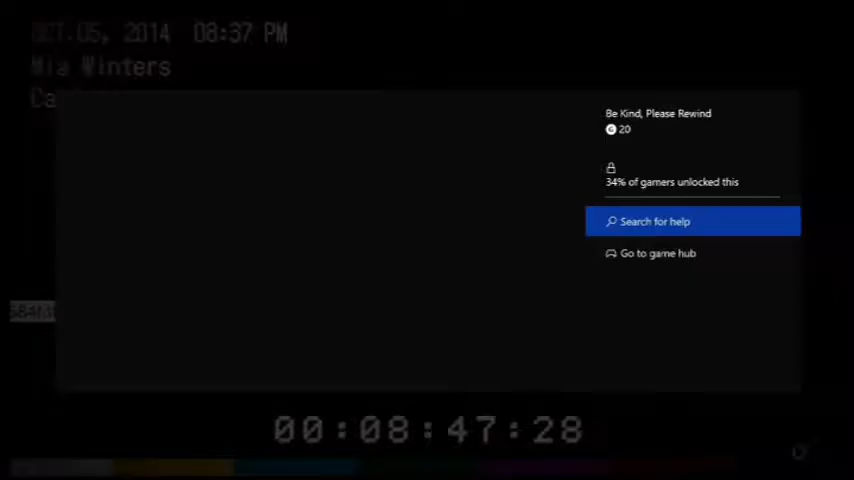 OCT.05, 2014 08:37 PM
Mia Winters
Ca
Be Kind, Please Rewind
G 20
34% of gamers unlocked this
Search for help
Go to game hub
00:08:47:28